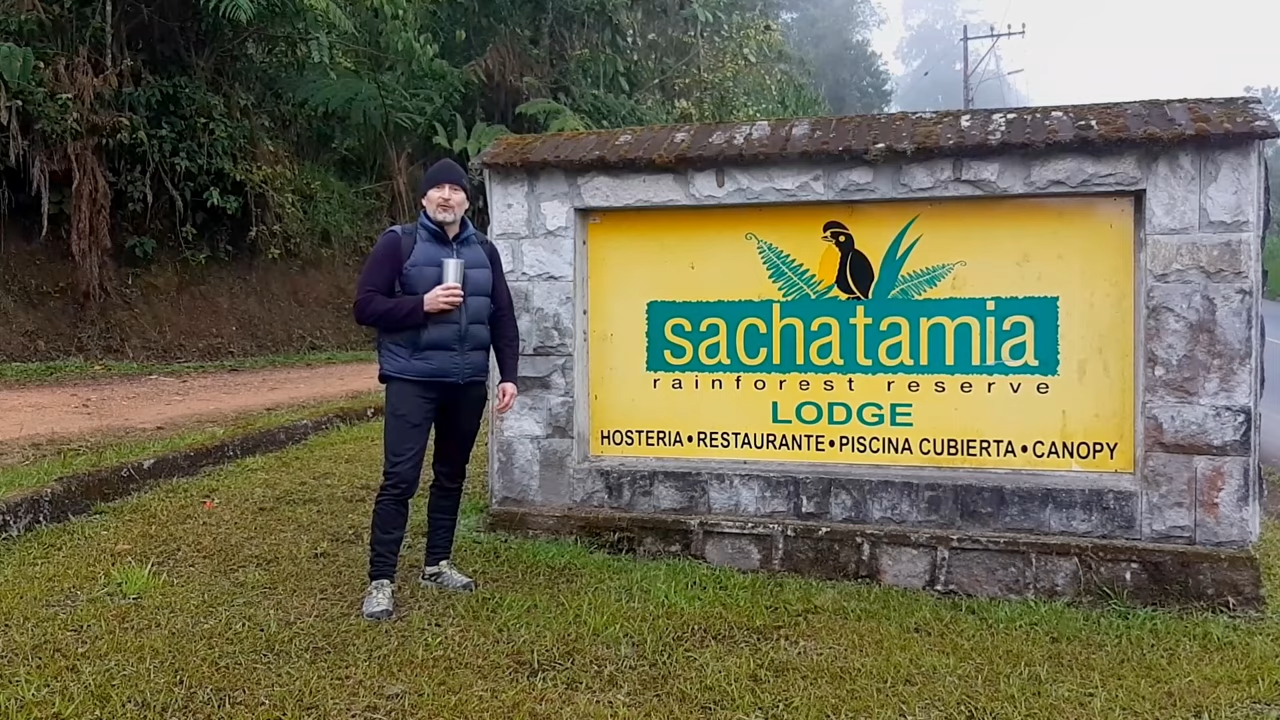 sachatamia
rainforest reserve
LODGE
HOSTERIA•RESTAURANTE•PISCINA CUBIERTA•CANOPY